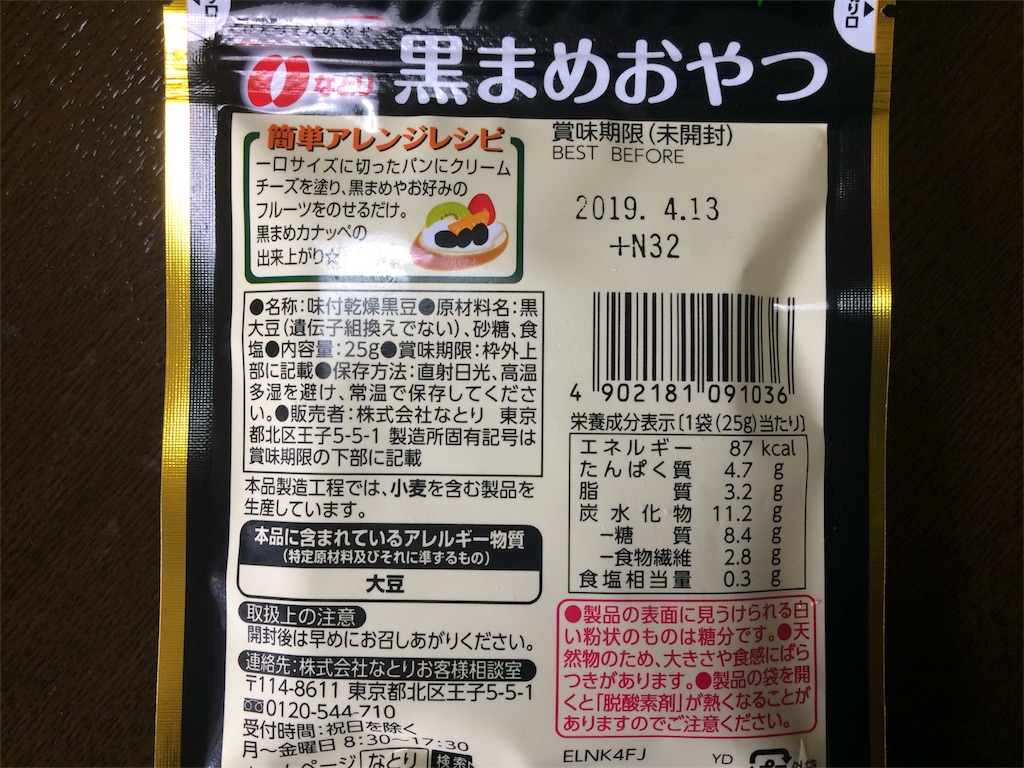 なとり
黒まめおやつ
簡単アレンジレシピ
一口サイズに切ったパンにクリーム
チーズを塗り、黒まめやお好みの
フルーツをのせるだけ。
黒まめカナッペの
出来上がり☆
賞味期限(未開封)
BEST BEFORE
2019. 4.13
+N32
●名称:味付乾燥黒豆●原材料名:黒
大豆(遺伝子組換えでない)、砂糖、食
塩●内容量:25g●賞味期限:枠外上
部に記載●保存方法:直射日光、高温
多湿を避け、常温で保存してくださ
い。●販売者:株式会社なとり 東京
都北区王子5-5-1 製造所固有記号は
賞味期限の下部に記載
本品製造工程では、小麦を含む製品を
生産しています。
本品に含まれているアレルギー物質
(特定原材料及びそれに準ずるもの)
大豆
取扱上の注意
開封後は早めにお召しあがりください。
連絡先:株式会社なとりお客様相談室
〒114-8611 東京都北区王子5-5-1
0120-544-710
受付時間:祝日を除く
月~金曜日 8:30~17:30
ホームページ なとり 検索
4 902181 091036
栄養成分表示〔1袋(25g)当たり〕
エネルギー 87 kcal
たんぱく質 4.7 g
脂質 3.2 g
炭水化物 11.2 g
-糖質 8.4 g
-食物繊維 2.8 g
食塩相当量 0.3 g
●製品の表面に見うけられる白
い粉状のものは糖分です。●天
然物のため、大きさや食感にばら
つきがあります。●製品の袋を開
くと「脱酸素剤」が熱くなることが
ありますのでご注意ください。
ELNK4FJ YD